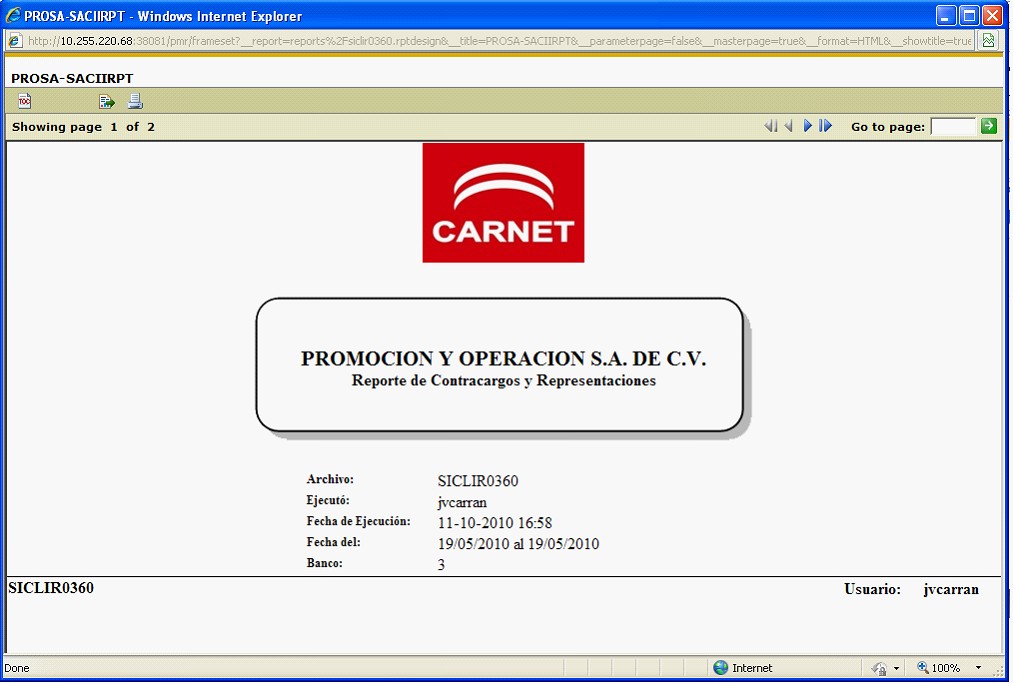 PROSA-SACIIRPT - Windows Internet Explorer
http://10.255.220.68:38081/pmr/frameset?__report=reports%2Fsiclir0360.rptdesign&__title=PROSA-SACIIRPT&__parameterpage=false&__masterpage=true&__format=HTML&__showtitle=true
PROSA-SACIIRPT
TOC
Showing page 1 of 2 Go to page:
CARNET
PROMOCION Y OPERACION S.A. DE C.V.
Reporte de Contracargos y Representaciones
Archivo: SICLIR0360
Ejecutó: jvcarran
Fecha de Ejecución: 11-10-2010 16:58
Fecha del: 19/05/2010 al 19/05/2010
Banco: 3
SICLIR0360 Usuario: jvcarran
Done Internet 100%